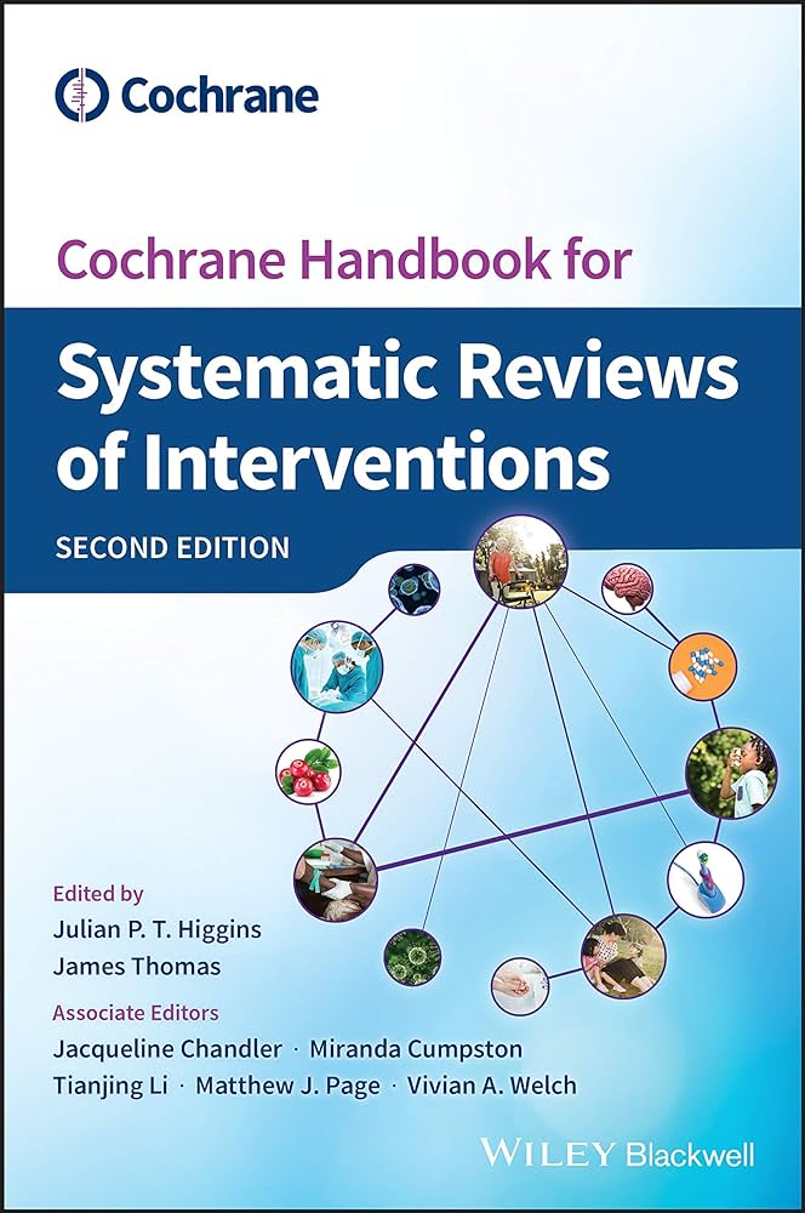 Cochrane
Cochrane Handbook for
Systematic Reviews
of Interventions
SECOND EDITION
Edited by
Julian P. T. Higgins
James Thomas
Associate Editors
Jacqueline Chandler · Miranda Cumpston
Tianjing Li · Matthew J. Page · Vivian A. Welch
WILEY Blackwell